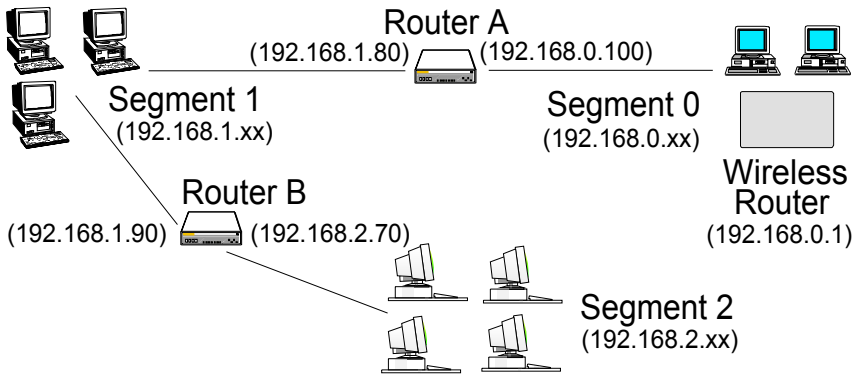 Router A
(192.168.1.80)
(192.168.0.100)
Segment 1
(192.168.1.xx)
Segment 0
(192.168.0.xx)
Wireless
Router
(192.168.0.1)
Router B
(192.168.1.90)
(192.168.2.70)
Segment 2
(192.168.2.xx)